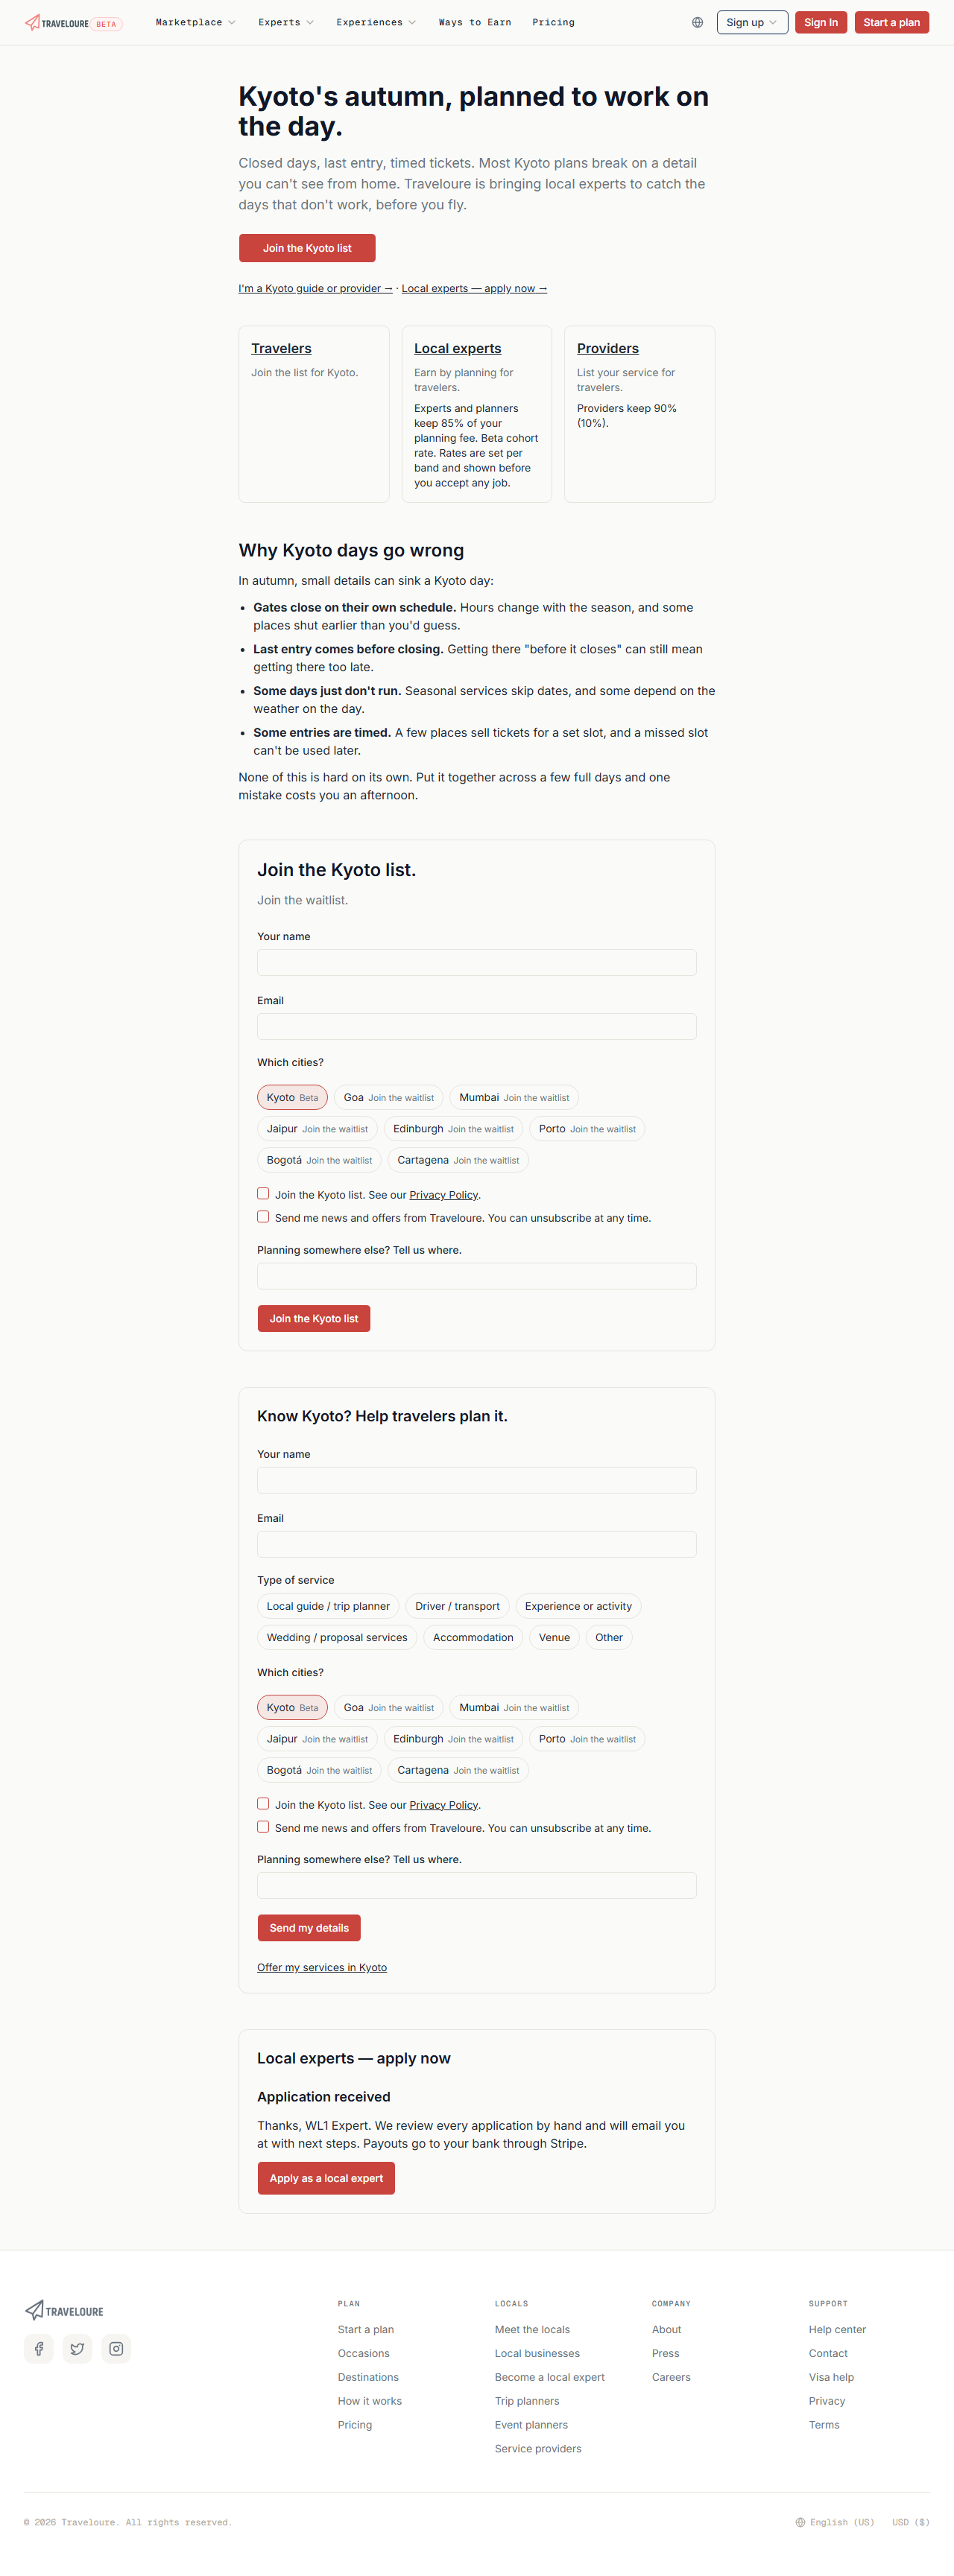 TRAVELOURE BETA Marketplace Experts Experiences Ways to Earn Pricing Sign up Sign In Start a plan
Kyoto's autumn, planned to work on
the day.
Closed days, last entry, timed tickets. Most Kyoto plans break on a detail
you can't see from home. Traveloure is bringing local experts to catch the
days that don't work, before you fly.
Join the Kyoto list
I'm a Kyoto guide or provider → · Local experts — apply now →
Travelers
Join the list for Kyoto.
Local experts
Earn by planning for
travelers.
Experts and planners
keep 85% of your
planning fee. Beta cohort
rate. Rates are set per
band and shown before
you accept any job.
Providers
List your service for
travelers.
Providers keep 90%
(10%).
Why Kyoto days go wrong
In autumn, small details can sink a Kyoto day:
• Gates close on their own schedule. Hours change with the season, and some
places shut earlier than you'd guess.
• Last entry comes before closing. Getting there "before it closes" can still mean
getting there too late.
• Some days just don't run. Seasonal services skip dates, and some depend on the
weather on the day.
• Some entries are timed. A few places sell tickets for a set slot, and a missed slot
can't be used later.
None of this is hard on its own. Put it together across a few full days and one
mistake costs you an afternoon.
Join the Kyoto list.
Join the waitlist.
Your name
Email
Which cities?
Kyoto Beta Goa Join the waitlist Mumbai Join the waitlist
Jaipur Join the waitlist Edinburgh Join the waitlist Porto Join the waitlist
Bogotá Join the waitlist Cartagena Join the waitlist
Join the Kyoto list. See our Privacy Policy.
Send me news and offers from Traveloure. You can unsubscribe at any time.
Planning somewhere else? Tell us where.
Join the Kyoto list
Know Kyoto? Help travelers plan it.
Your name
Email
Type of service
Local guide / trip planner Driver / transport Experience or activity
Wedding / proposal services Accommodation Venue Other
Which cities?
Kyoto Beta Goa Join the waitlist Mumbai Join the waitlist
Jaipur Join the waitlist Edinburgh Join the waitlist Porto Join the waitlist
Bogotá Join the waitlist Cartagena Join the waitlist
Join the Kyoto list. See our Privacy Policy.
Send me news and offers from Traveloure. You can unsubscribe at any time.
Planning somewhere else? Tell us where.
Send my details
Offer my services in Kyoto
Local experts — apply now
Application received
Thanks, WL1 Expert. We review every application by hand and will email you
at with next steps. Payouts go to your bank through Stripe.
Apply as a local expert
TRAVELOURE
PLAN
Start a plan
Occasions
Destinations
How it works
Pricing
LOCALS
Meet the locals
Local businesses
Become a local expert
Trip planners
Event planners
Service providers
COMPANY
About
Press
Careers
SUPPORT
Help center
Contact
Visa help
Privacy
Terms
© 2026 Traveloure. All rights reserved. English (US) USD ($)